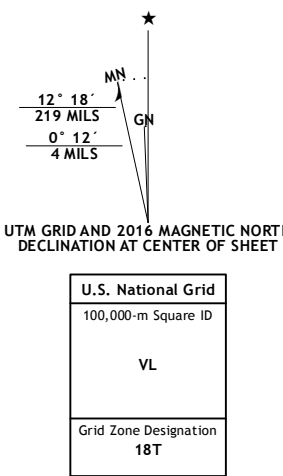 ★
MN
12° 18´
219 MILS
GN
0° 12´
4 MILS
UTM GRID AND 2016 MAGNETIC NORTH
DECLINATION AT CENTER OF SHEET
U.S. National Grid
100,000-m Square ID
VL
Grid Zone Designation
18T